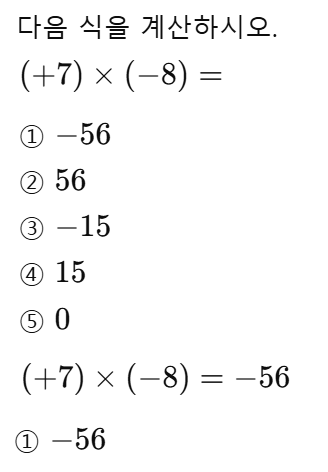 다음 식을 계산하시오.
(+7) × (−8) =
① −56
② 56
③ −15
④ 15
⑤ 0
(+7) × (−8) = −56
① −56